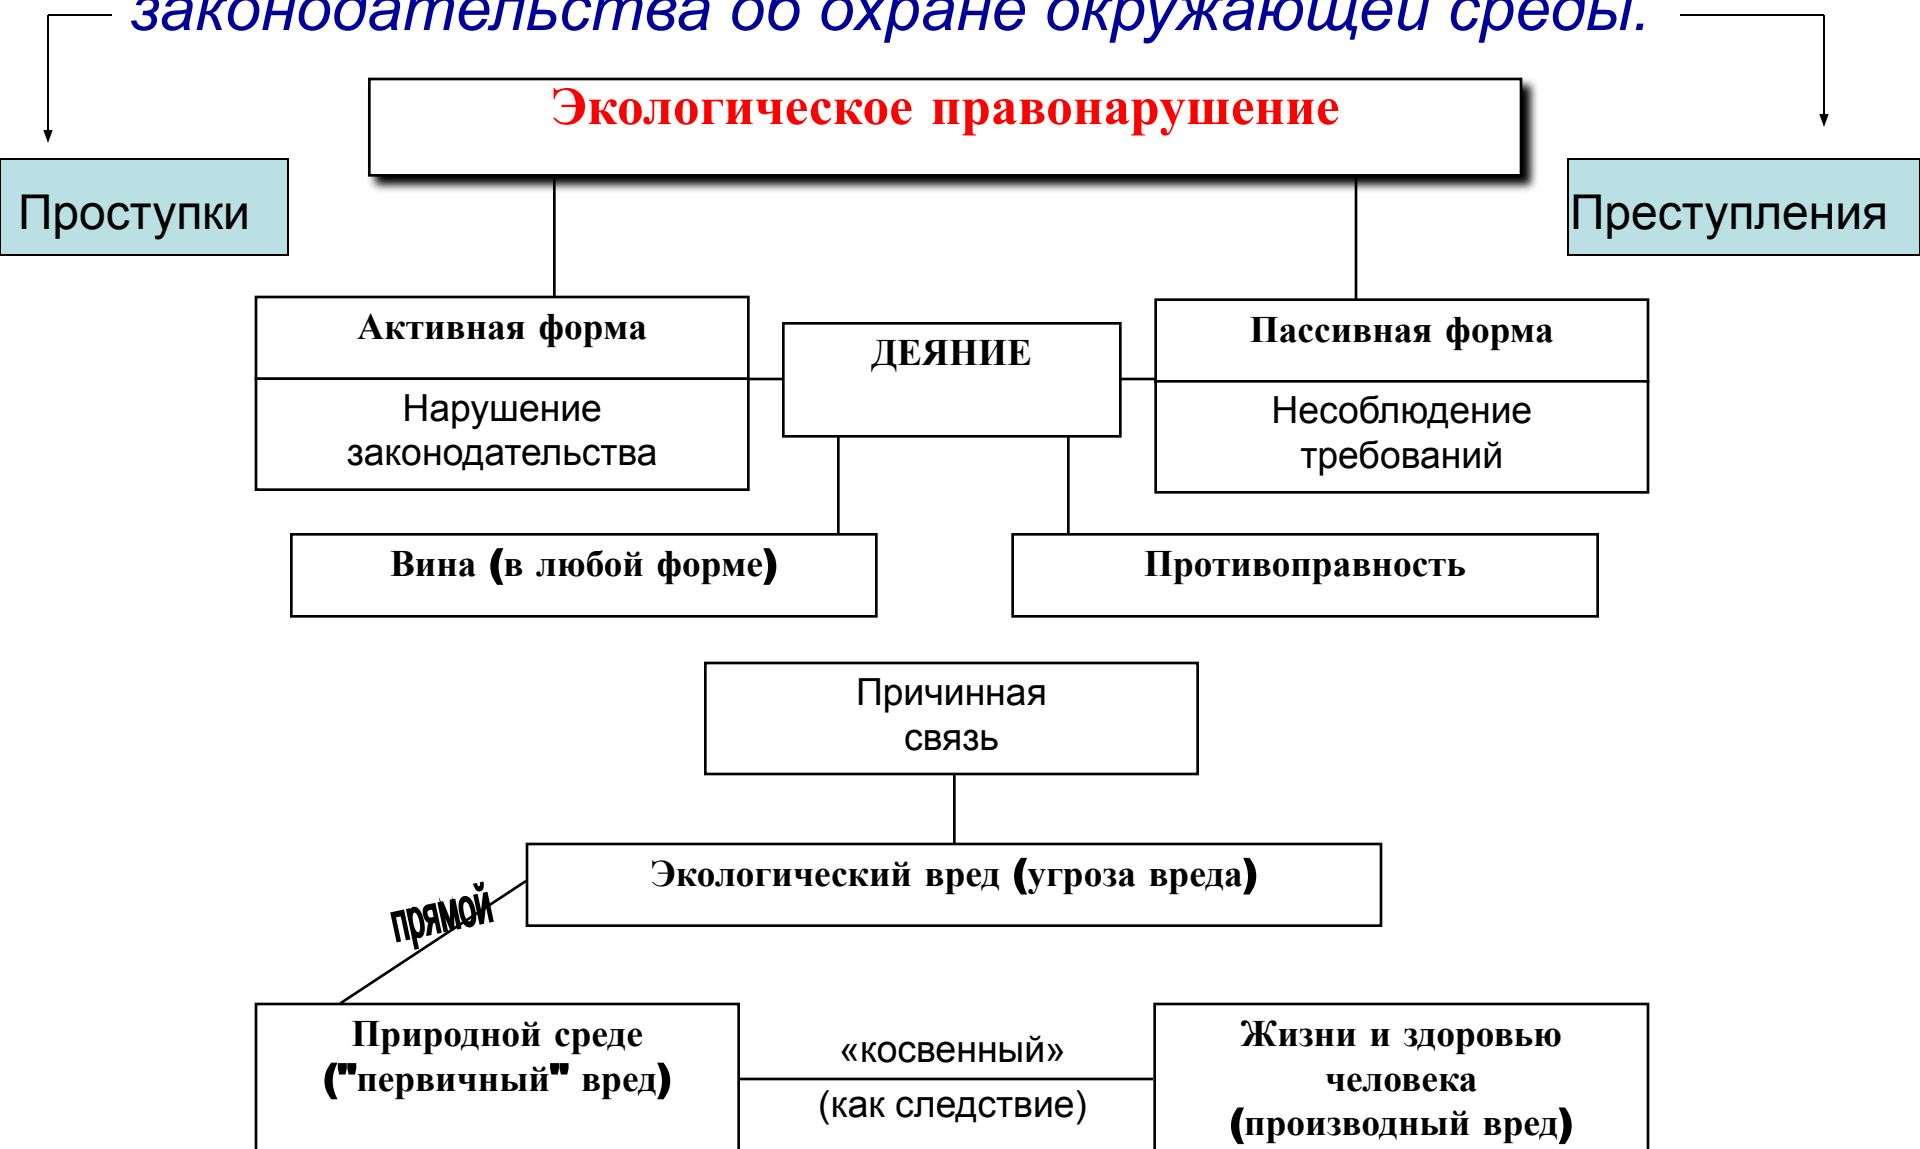 законодательства об охране окружающей среды.
Экологическое правонарушение
Проступки
Преступления
Активная форма
Нарушение
законодательства
ДЕЯНИЕ
Пассивная форма
Несоблюдение
требований
Вина (в любой форме)
Противоправность
Причинная
связь
Экологический вред (угроза вреда)
прямой
Природной среде
("первичный" вред)
«косвенный»
(как следствие)
Жизни и здоровью
человека
(производный вред)